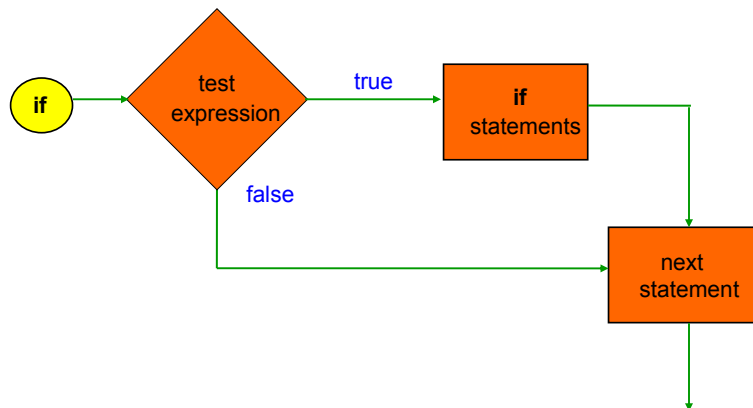 if
test
expression
true
if
statements
false
next
statement